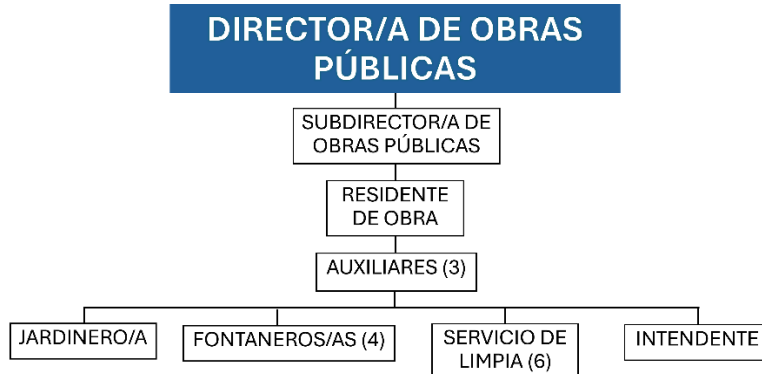 DIRECTOR/A DE OBRAS
PÚBLICAS
SUBDIRECTOR/A DE
OBRAS PÚBLICAS
RESIDENTE
DE OBRA
AUXILIARES (3)
JARDINERO/A
FONTANEROS/AS (4)
SERVICIO DE
LIMPIA (6)
INTENDENTE